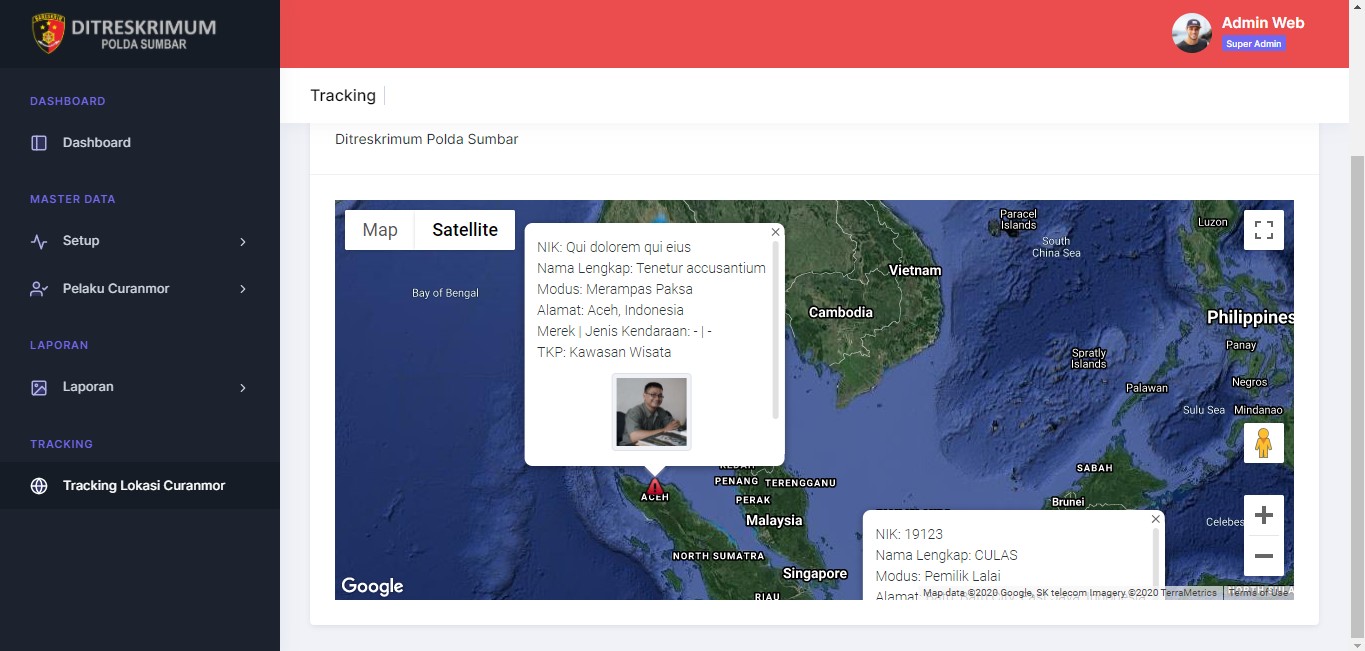 DITRESKRIMUM
POLDA SUMBAR
Admin Web
Super Admin
DASHBOARD
Dashboard
MASTER DATA
Setup
Pelaku Curanmor
LAPORAN
Laporan
TRACKING
Tracking Lokasi Curanmor
Tracking
Ditreskrimum Polda Sumbar
Map
Satellite
NIK: Qui dolorem qui eius
Nama Lengkap: Tenetur accusantium
Modus: Merampas Paksa
Alamat: Aceh, Indonesia
Merek | Jenis Kendaraan: - | -
TKP: Kawasan Wisata
Paracel
Islands
Luzon
South
China Sea
Vietnam
Bay of Bengal
Cambodia
Philippines
Panay
Spratly
Islands
Negros
Palawan
Sulu Sea
Mindanao
KEDAH
PENANG
TERENGGANU
SABAH
ACEH
PERAK
Brunei
Malaysia
Celebes
NORTH SUMATRA
Singapore
RIAU
NIK: 19123
Nama Lengkap: CULAS
Modus: Pemilik Lalai
Alamat:
Google
Map data ©2020 Google, SK telecom Imagery ©2020 TerraMetrics
Terms of Use